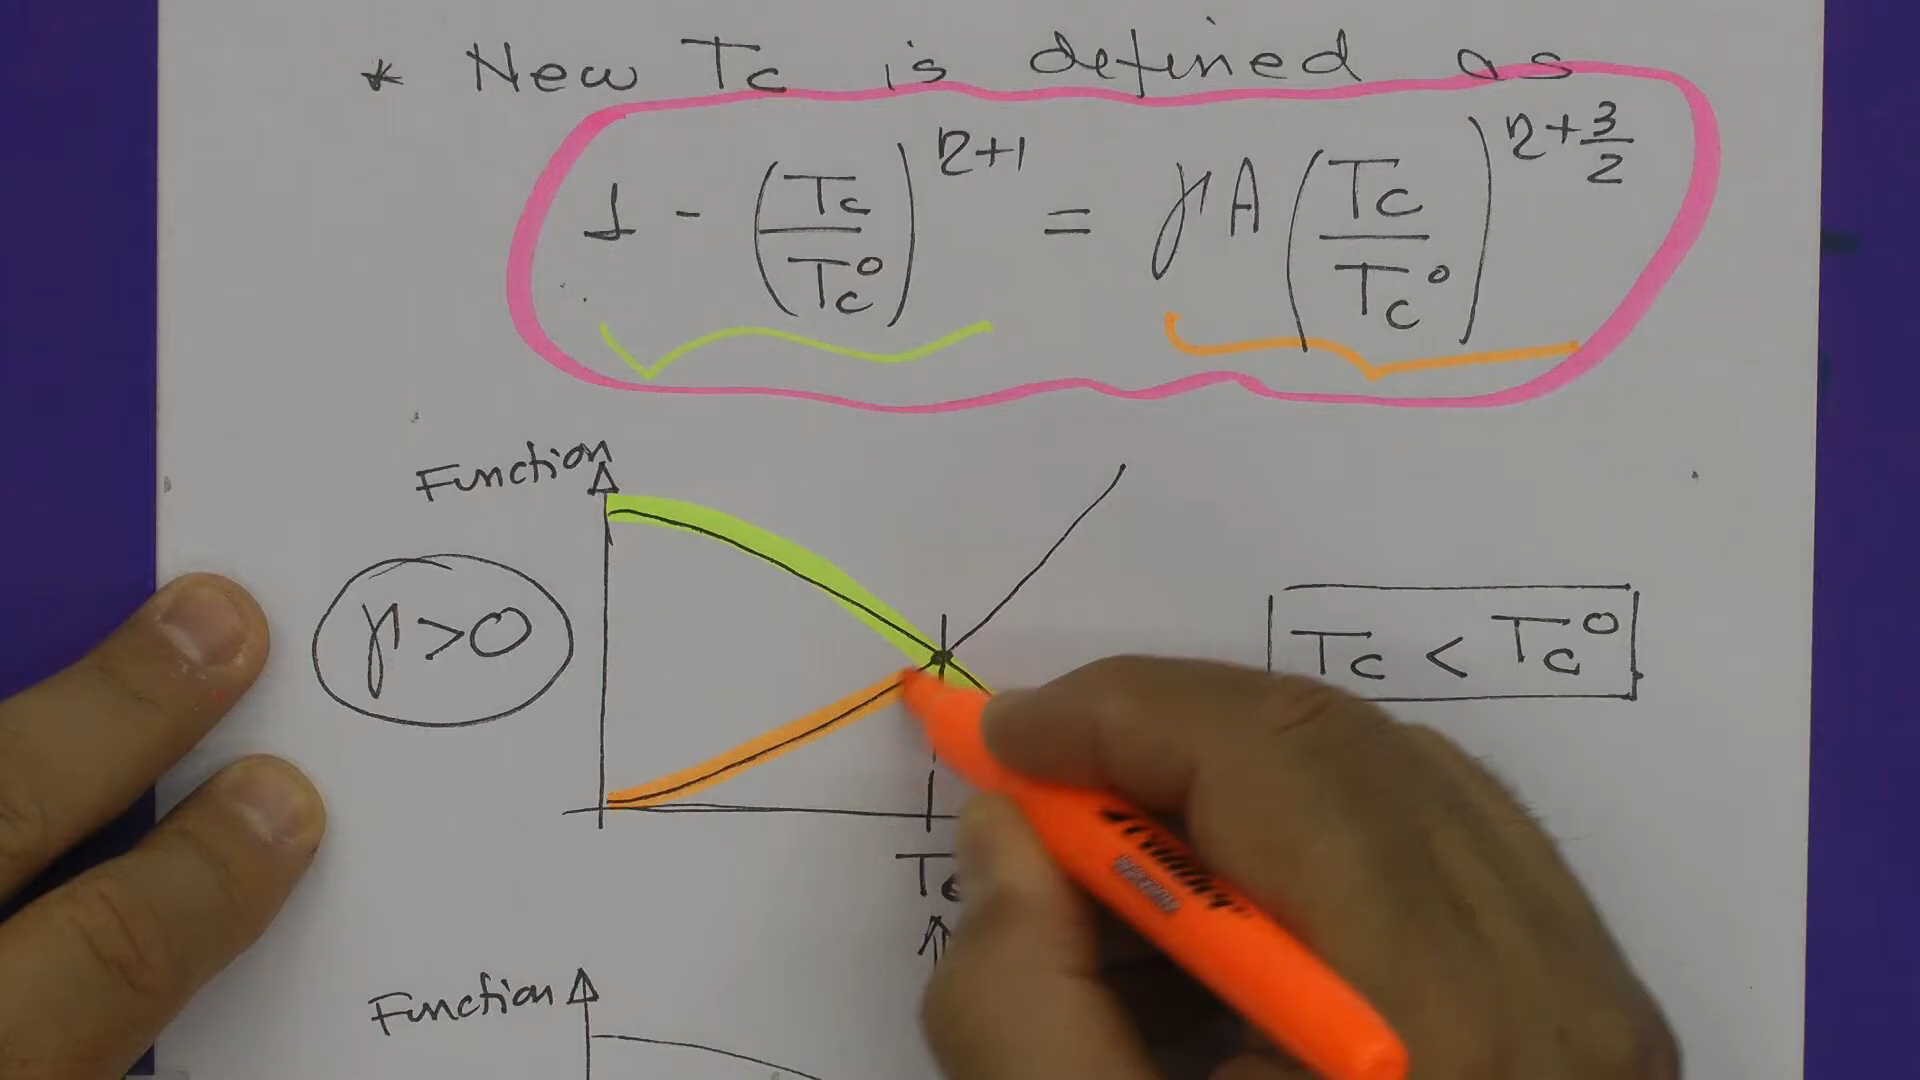 * New Tc is defined as
1 - (Tc/Tc⁰)^(r+1) = γA (Tc/Tc⁰)^(r+3/2)
Function
γ>0
Tc < Tc⁰
Tc
Function